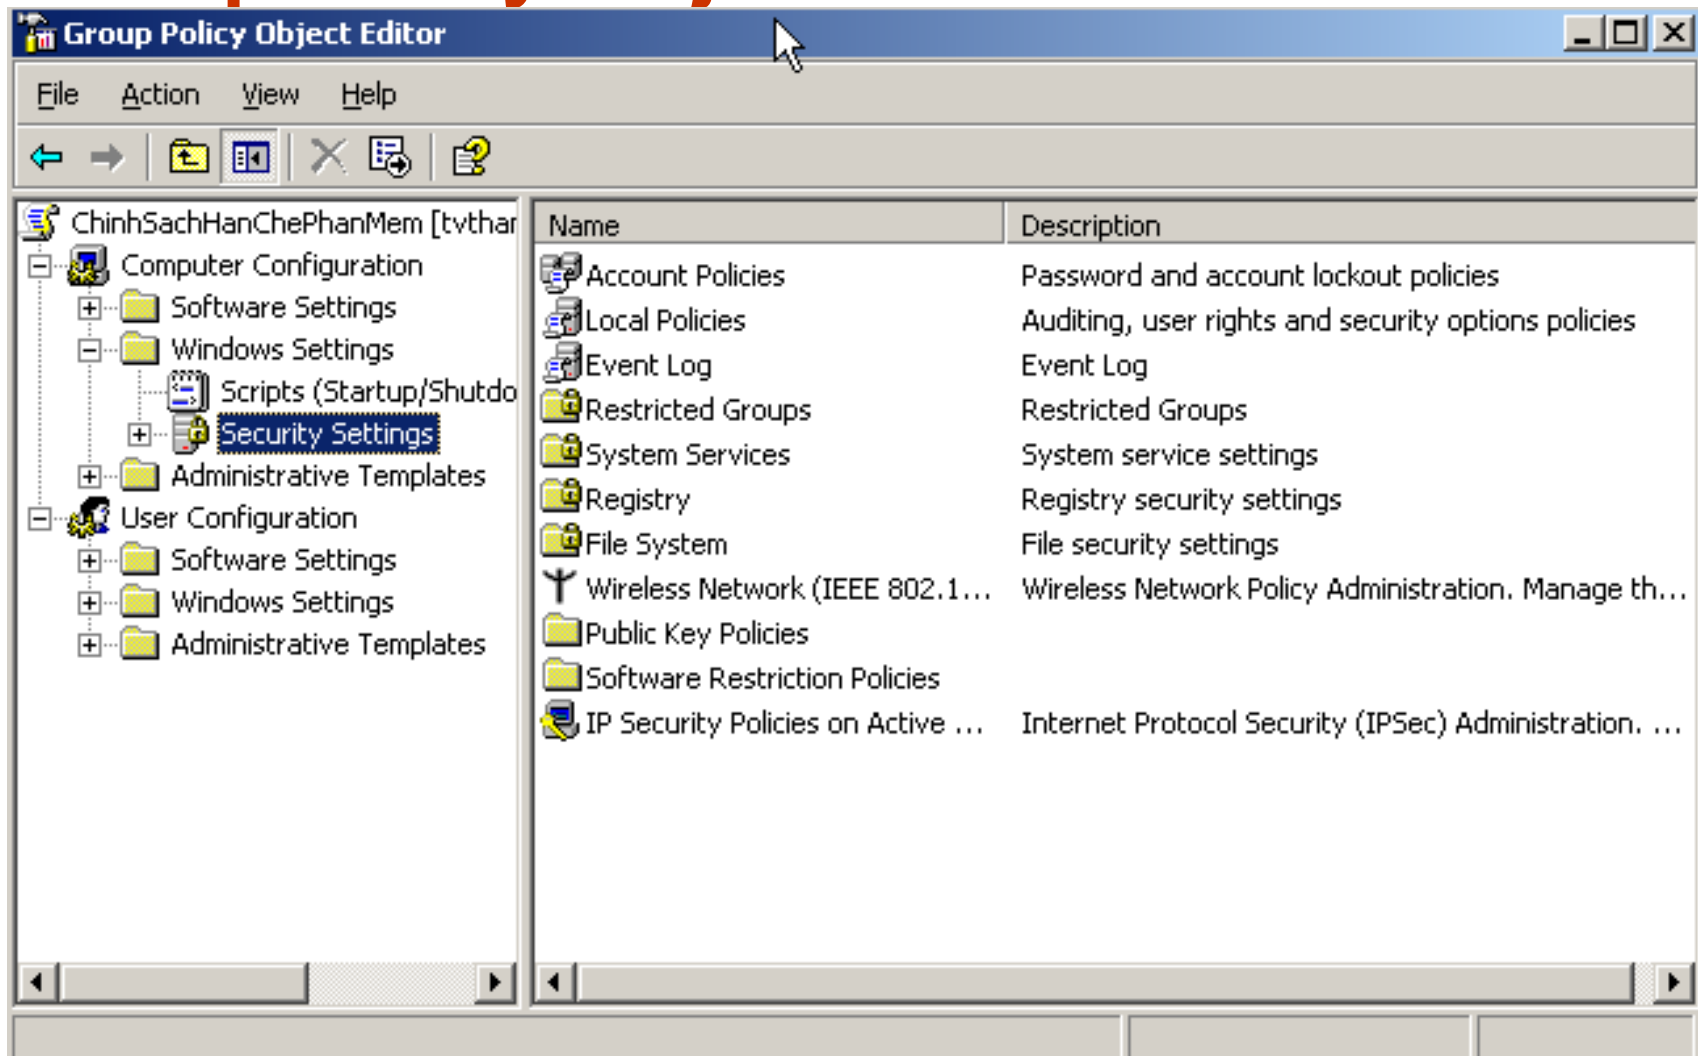 Group Policy Object Editor
File Action View Help
ChinhSachHanChePhanMem [tvthar
Computer Configuration
Software Settings
Windows Settings
Scripts (Startup/Shutdo
Security Settings
Administrative Templates
User Configuration
Software Settings
Windows Settings
Administrative Templates
Name Description
Account Policies Password and account lockout policies
Local Policies Auditing, user rights and security options policies
Event Log Event Log
Restricted Groups Restricted Groups
System Services System service settings
Registry Registry security settings
File System File security settings
Wireless Network (IEEE 802.1... Wireless Network Policy Administration. Manage th...
Public Key Policies
Software Restriction Policies
IP Security Policies on Active ... Internet Protocol Security (IPSec) Administration. ...